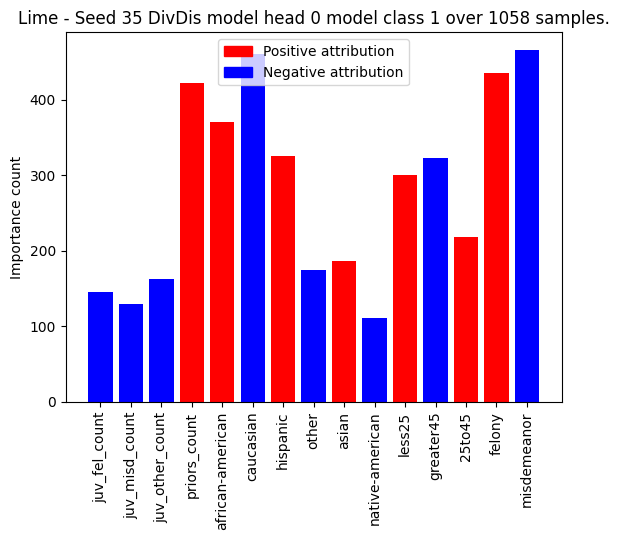 Lime - Seed 35 DivDis model head 0 model class 1 over 1058 samples.
Positive attribution
Negative attribution
Importance count
400
300
200
100
0
juv_fel_count
juv_misd_count
juv_other_count
priors_count
african-american
caucasian
hispanic
other
asian
native-american
less25
greater45
25to45
felony
misdemeanor